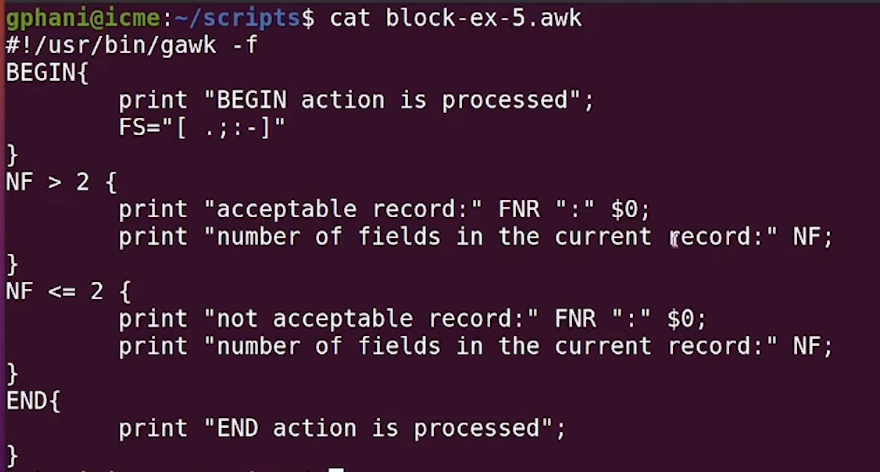 gphani@icme:~/scripts$ cat block-ex-5.awk
#!/usr/bin/gawk -f
BEGIN{
        print "BEGIN action is processed";
        FS="[ .;:-]"
}
NF > 2 {
        print "acceptable record:" FNR ":" $0;
        print "number of fields in the current record:" NF;
}
NF <= 2 {
        print "not acceptable record:" FNR ":" $0;
        print "number of fields in the current record:" NF;
}
END{
        print "END action is processed";
}